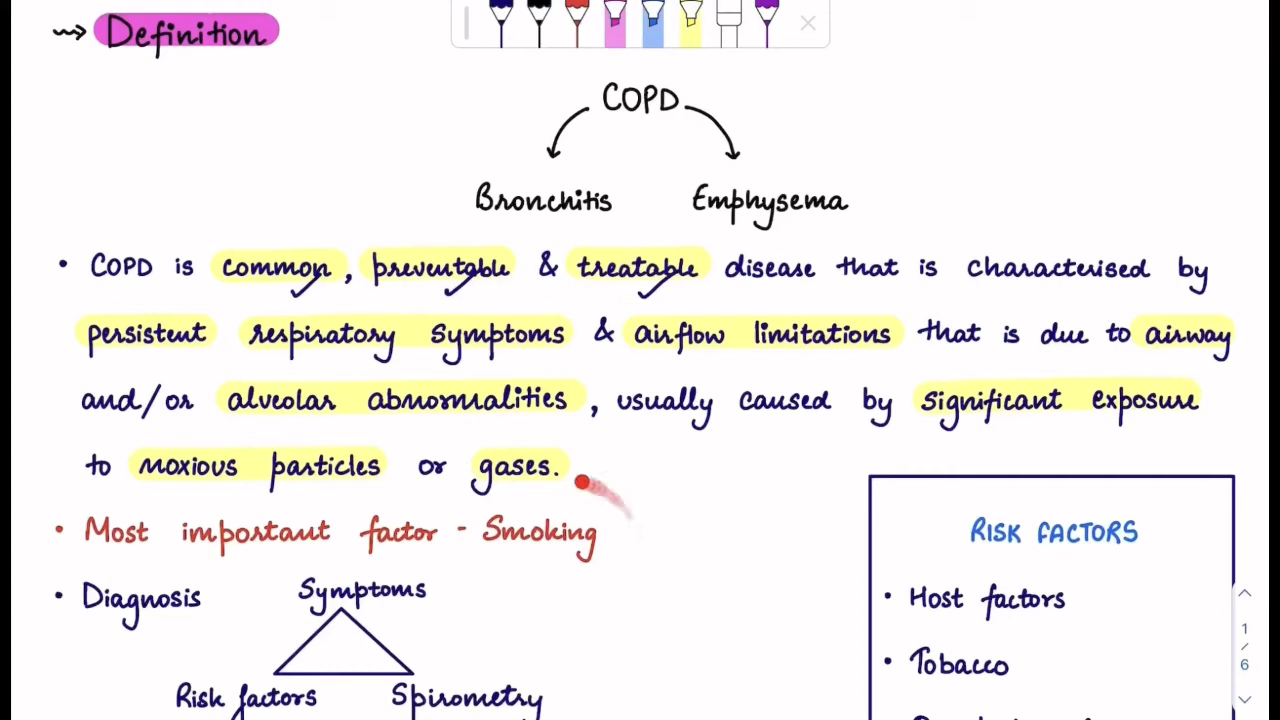 ⇝ Definition
COPD
Bronchitis Emphysema
• COPD is common, preventable & treatable disease that is characterised by
persistent respiratory symptoms & airflow limitations that is due to airway
and/or alveolar abnormalities, usually caused by significant exposure
to noxious particles or gases.
• Most important factor - Smoking
• Diagnosis
Symptoms
Risk factors Spirometry
RISK FACTORS
• Host factors
• Tobacco
1
/
6